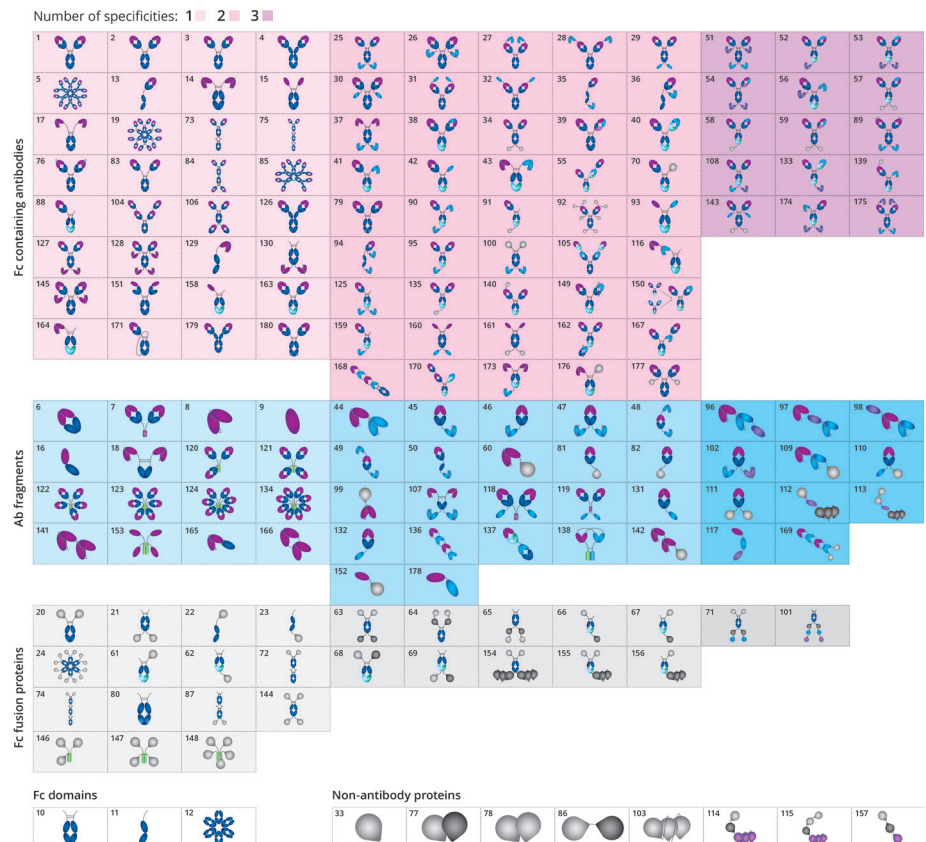 Number of specificities: 1 2 3
Fc containing antibodies
1 2 3 4 25 26 27 28 29 51 52 53
5 13 14 15 30 31 32 35 36 54 56 57
17 19 73 75 37 38 34 39 40 58 59 89
76 83 84 85 41 42 43 55 70 108 133 139
88 104 106 126 79 90 91 92 93 143 174 175
127 128 129 130 94 95 100 105 116
145 151 158 163 125 135 140 149 150
164 171 179 180 159 160 161 162 167
168 170 173 176 177
Ab fragments
6 7 8 9 44 45 46 47 48 96 97 98
16 18 120 121 49 50 60 81 82 102 109 110
122 123 124 134 99 107 118 119 131 111 112 113
141 153 165 166 132 136 137 138 142 117 169
152 178
Fc fusion proteins
20 21 22 23 63 64 65 66 67 71 101
24 61 62 72 68 69 154 155 156
74 80 87 144
146 147 148
Fc domains
10 11 12
Non-antibody proteins
33 77 78 86 103 114 115 157